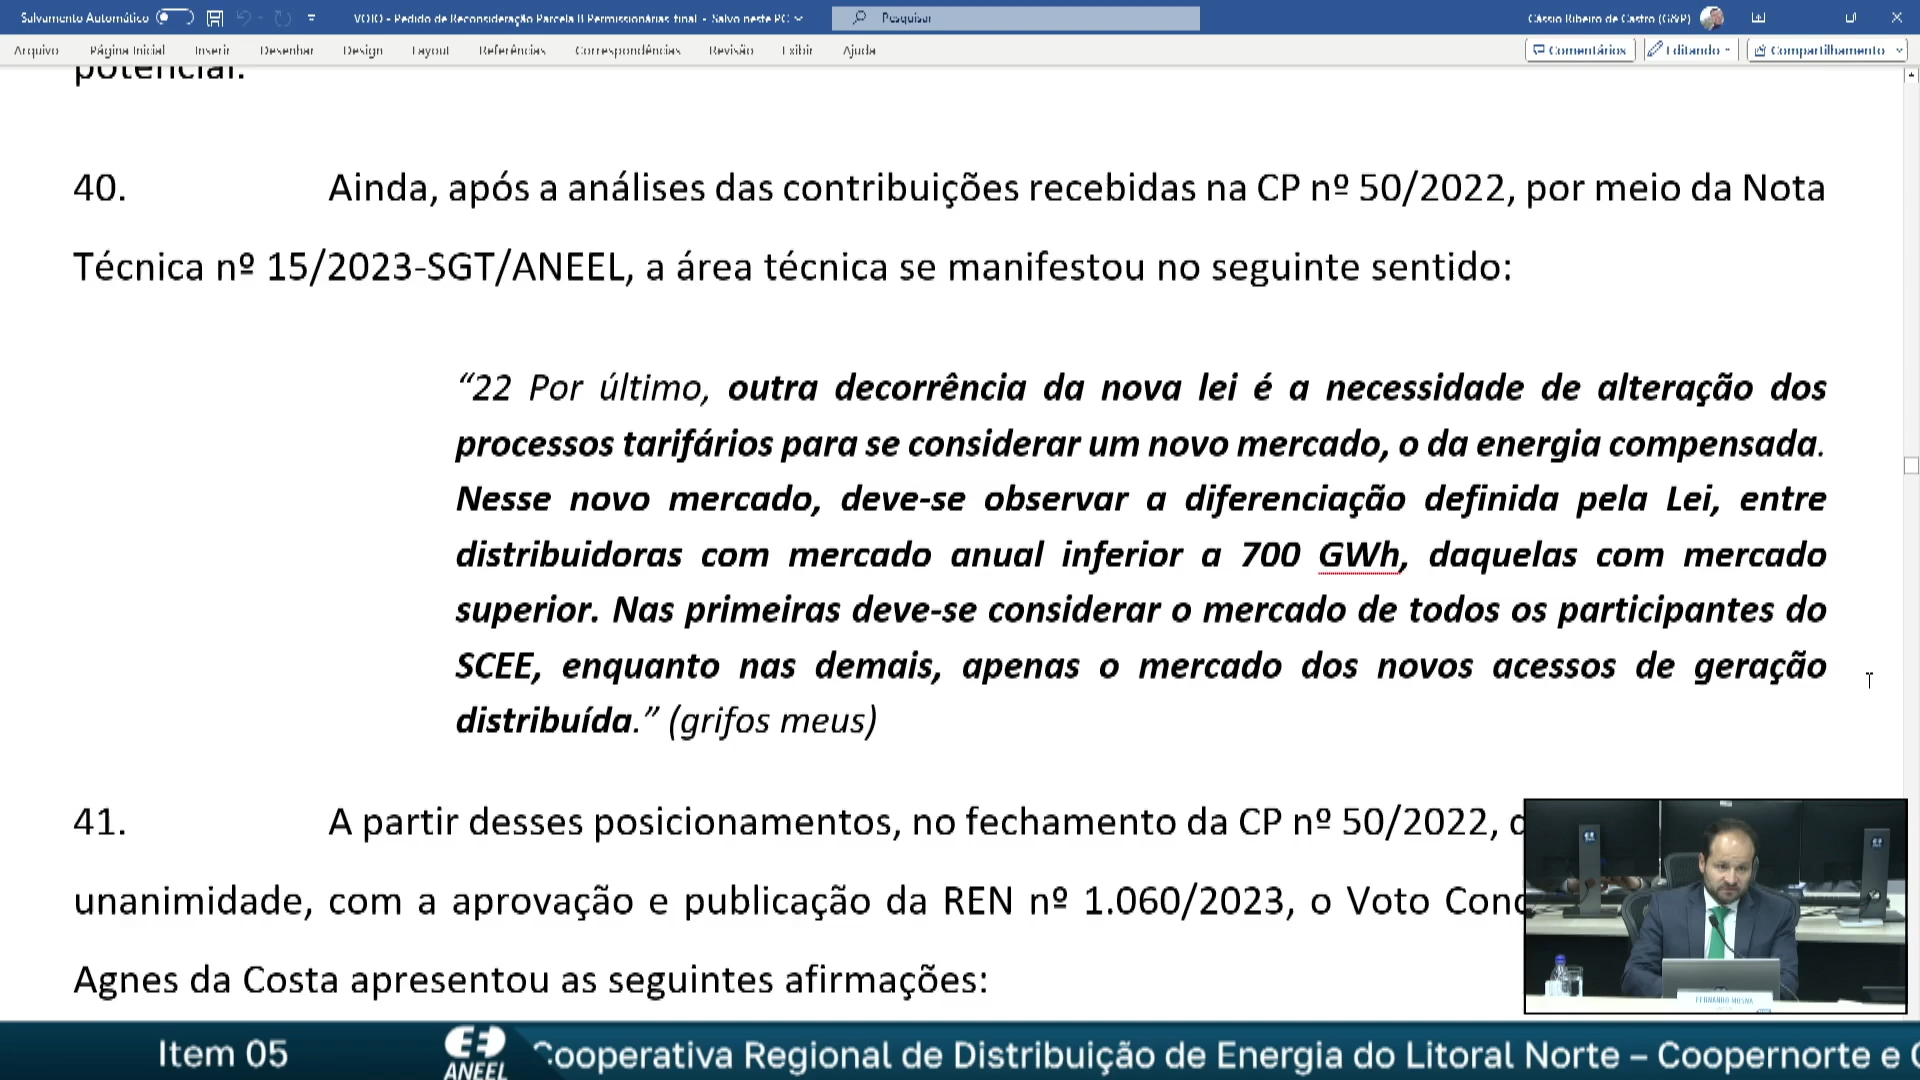 Salvamento Automático
VOTO - Pedido de Reconsideração Parcela B Permissionárias_final - Salvo neste PC
Pesquisar
Cássio Ribeiro de Castro (G&P)
Arquivo Página Inicial Inserir Desenhar Design Layout Referências Correspondências Revisão Exibir Ajuda
Comentários Editando Compartilhamento
potencial.
40. Ainda, após a análises das contribuições recebidas na CP nº 50/2022, por meio da Nota
Técnica nº 15/2023-SGT/ANEEL, a área técnica se manifestou no seguinte sentido:
“22 Por último, outra decorrência da nova lei é a necessidade de alteração dos
processos tarifários para se considerar um novo mercado, o da energia compensada.
Nesse novo mercado, deve-se observar a diferenciação definida pela Lei, entre
distribuidoras com mercado anual inferior a 700 GWh, daquelas com mercado
superior. Nas primeiras deve-se considerar o mercado de todos os participantes do
SCEE, enquanto nas demais, apenas o mercado dos novos acessos de geração
distribuída.” (grifos meus)
41. A partir desses posicionamentos, no fechamento da CP nº 50/2022,
unanimidade, com a aprovação e publicação da REN nº 1.060/2023, o Voto
Agnes da Costa apresentou as seguintes afirmações:
FERNANDO MOSNA
Item 05
ANEEL
Cooperativa Regional de Distribuição de Energia do Litoral Norte – Coopernorte e